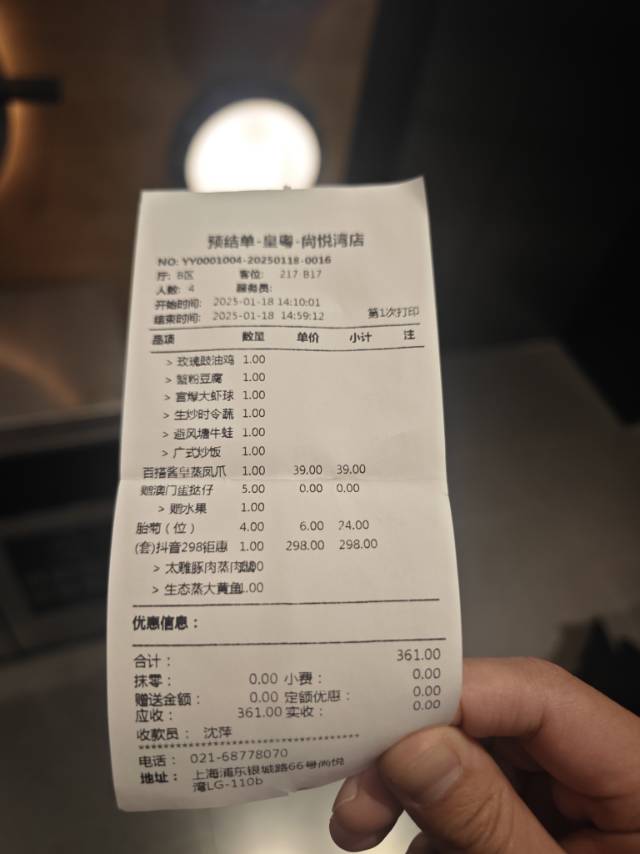 预结单-皇粤-尚悦湾店
NO: YY0001004-20250118-0016
厅: B区 客位: 217 B17
人数: 4 服务员:
开始时间: 2025-01-18 14:10:01
结束时间: 2025-01-18 14:59:12 第1次打印
品项 数量 单价 小计 注
> 玫瑰豉油鸡 1.00
> 蟹粉豆腐 1.00
> 宫爆大虾球 1.00
> 生炒时令蔬 1.00
> 避风塘牛蛙 1.00
> 广式炒饭 1.00
百搭酱皇蒸凤爪 1.00 39.00 39.00
赠澳门蛋挞仔 5.00 0.00 0.00
> 赠水果 1.00
胎菊（位） 4.00 6.00 24.00
(套)抖音298钜惠 1.00 298.00 298.00
> 太雕豚肉蒸肉
> 生态蒸大黄鱼1.00
优惠信息：
合计： 361.00
抹零： 0.00 小费： 0.00
赠送金额： 0.00 定额优惠： 0.00
应收： 361.00 实收： 0.00
收款员： 沈萍
电话： 021-68778070
地址： 上海浦东银城路66号尚悦
湾LG-110b